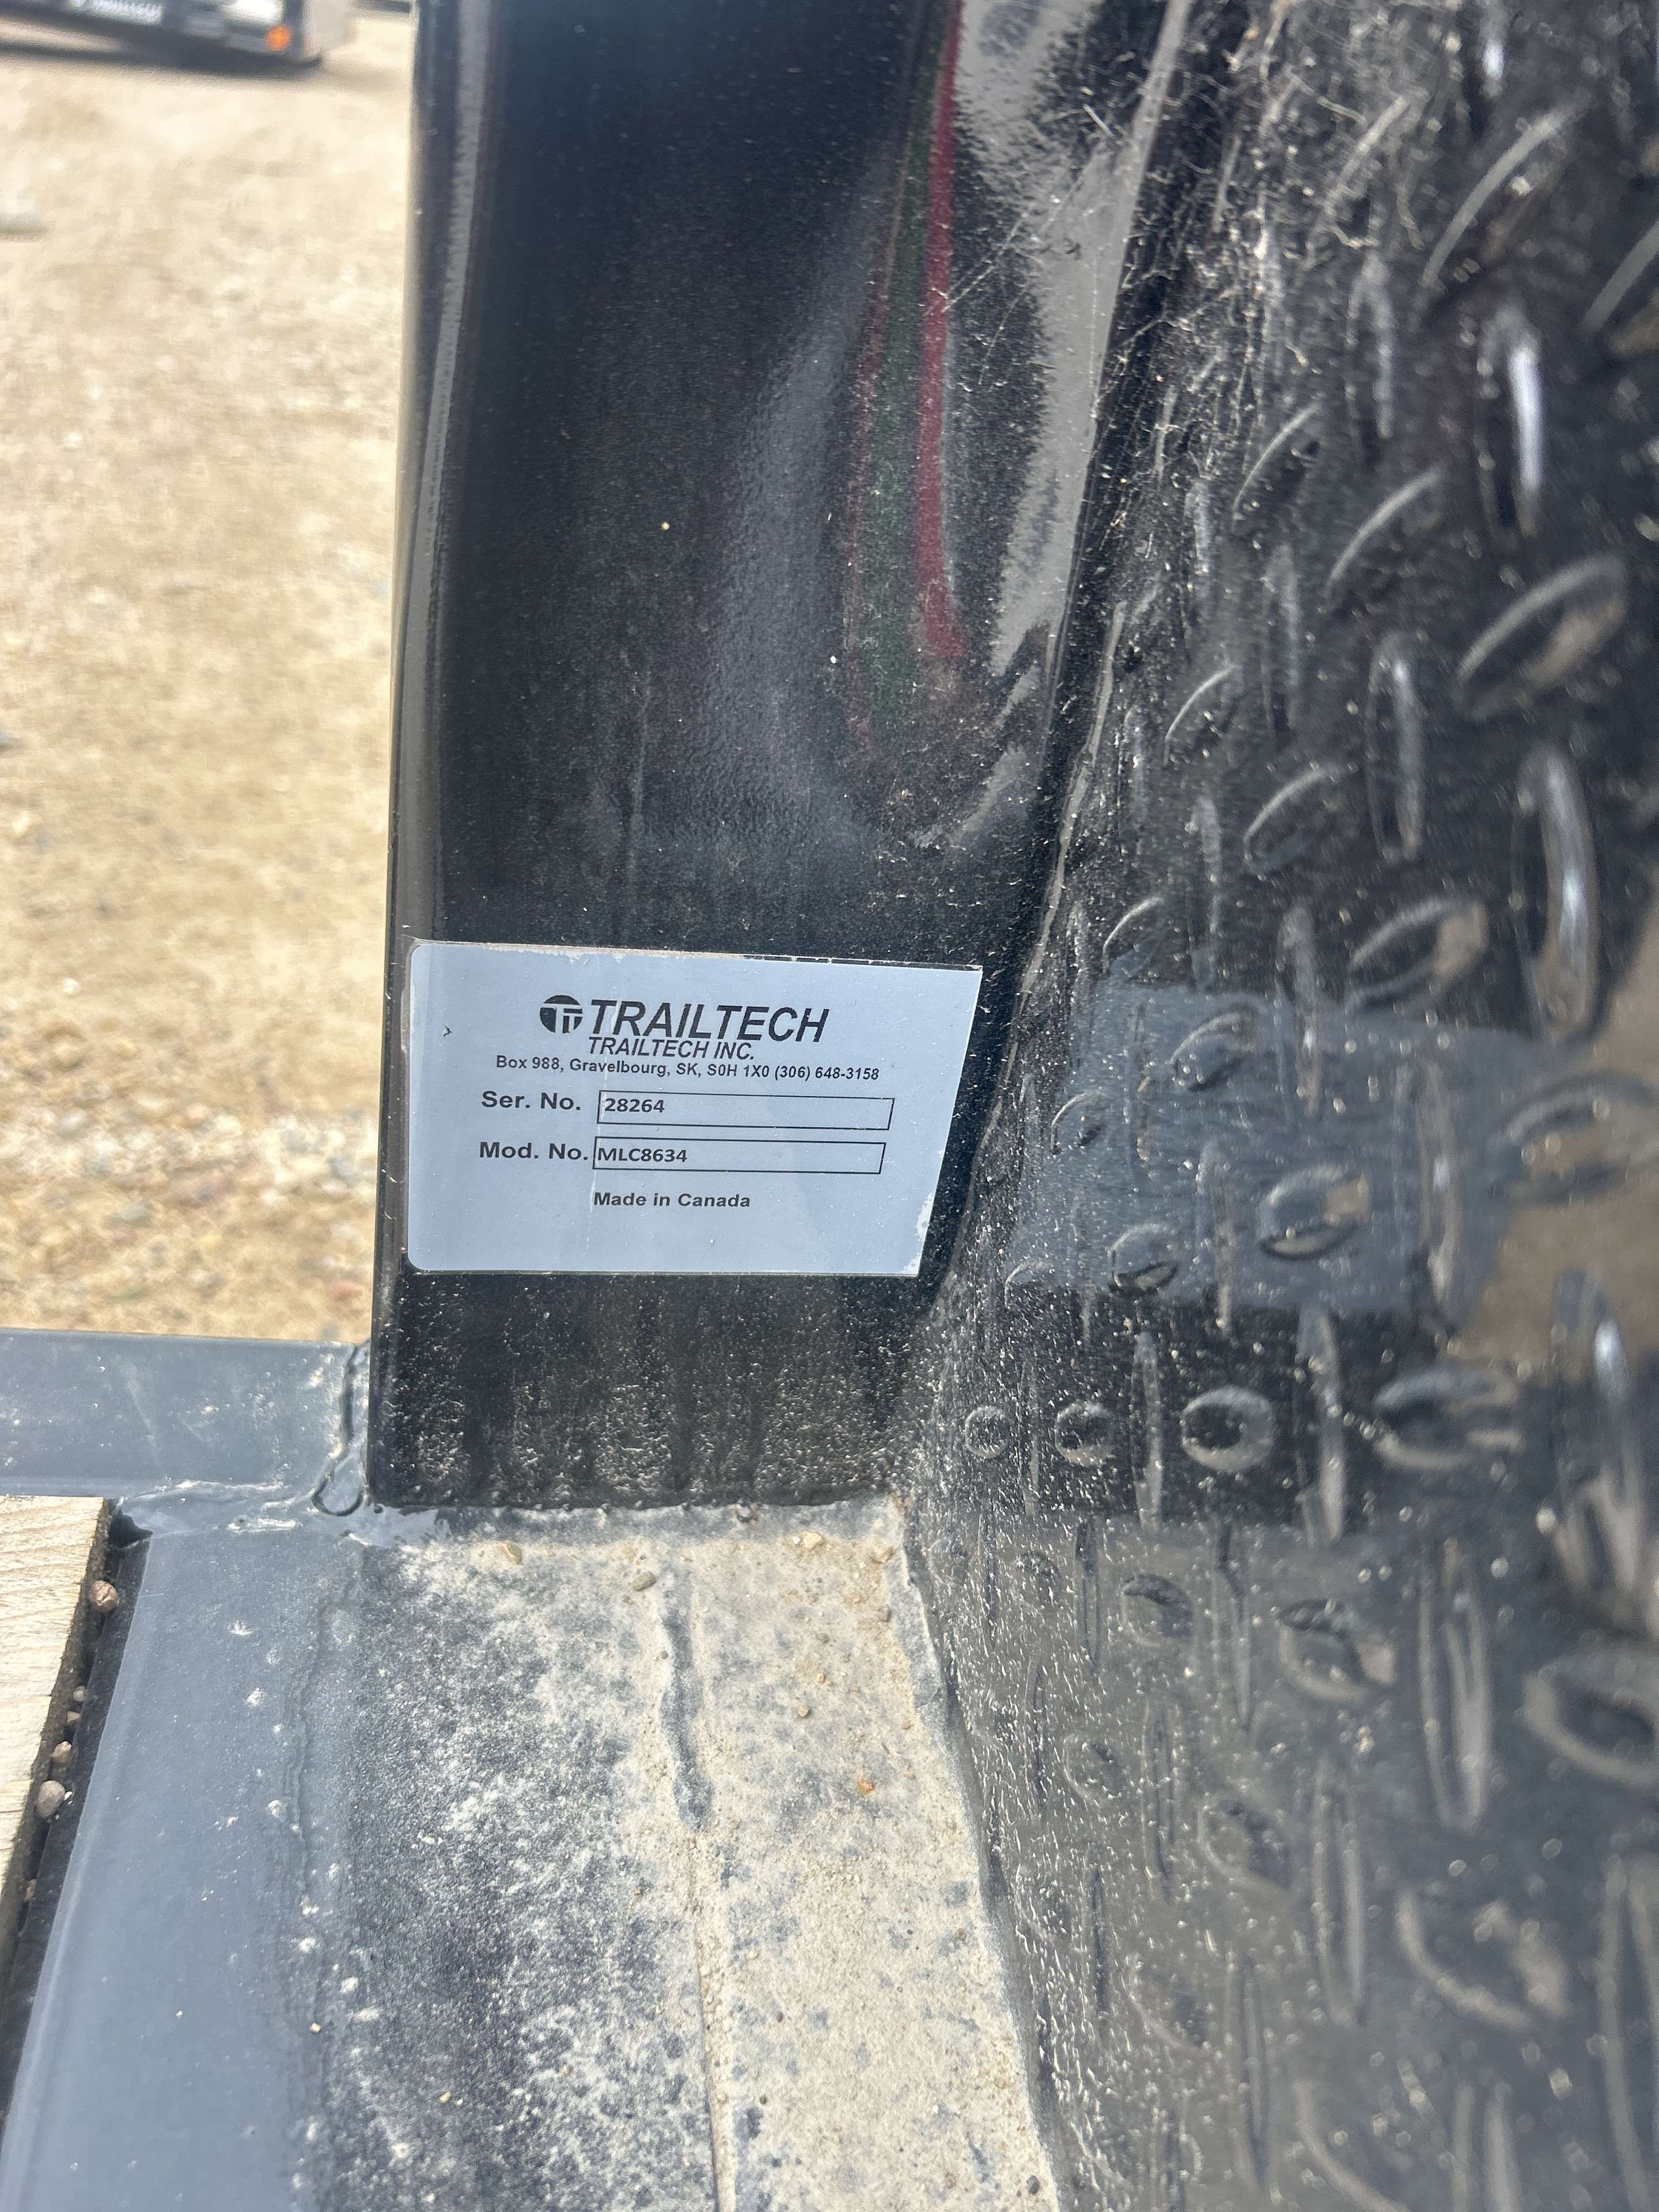 TRAILTECH
TRAILTECH INC.
Box 988, Gravelbourg, SK, S0H 1X0 (306) 648-3158
Ser. No. 28264
Mod. No. MLC8634
Made in Canada